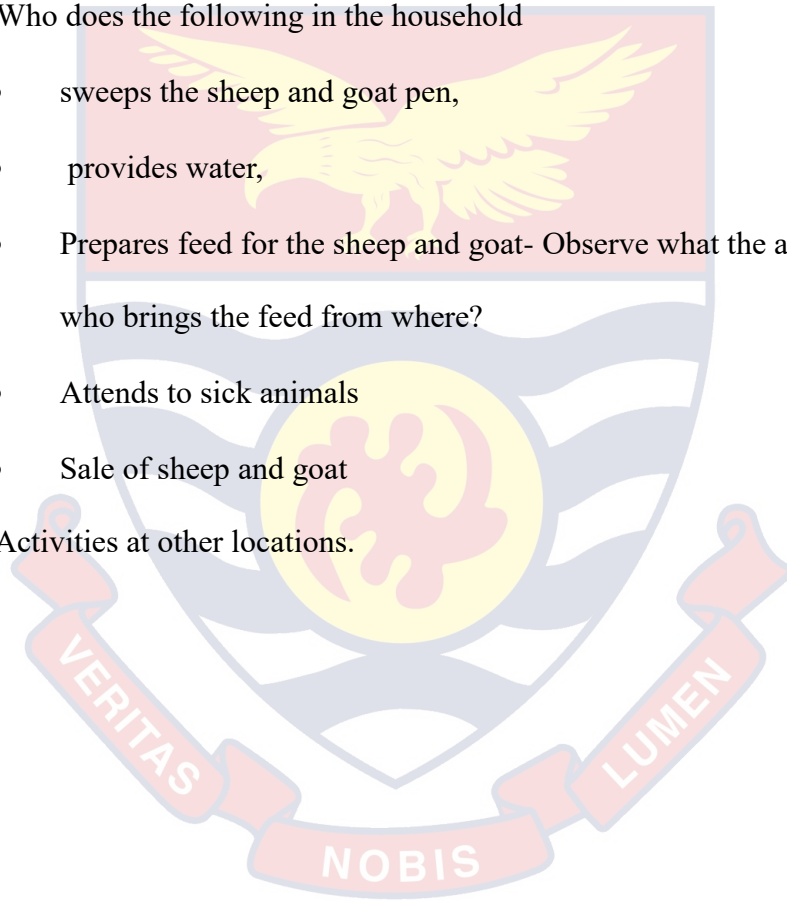 Who does the following in the household
• sweeps the sheep and goat pen,
• provides water,
• Prepares feed for the sheep and goat- Observe what the a
who brings the feed from where?
• Attends to sick animals
• Sale of sheep and goat
Activities at other locations.
VERITAS
NOBIS
LUMEN